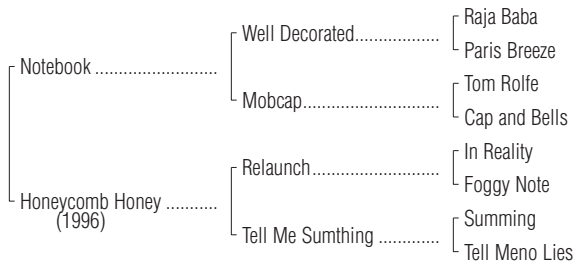 Raja Baba
Well Decorated..................
Paris Breeze
Notebook ..........................
Tom Rolfe
Mobcap.............................
Cap and Bells
In Reality
Relaunch...........................
Foggy Note
Honeycomb Honey ...........
(1996)
Summing
Tell Me Sumthing .............
Tell Meno Lies